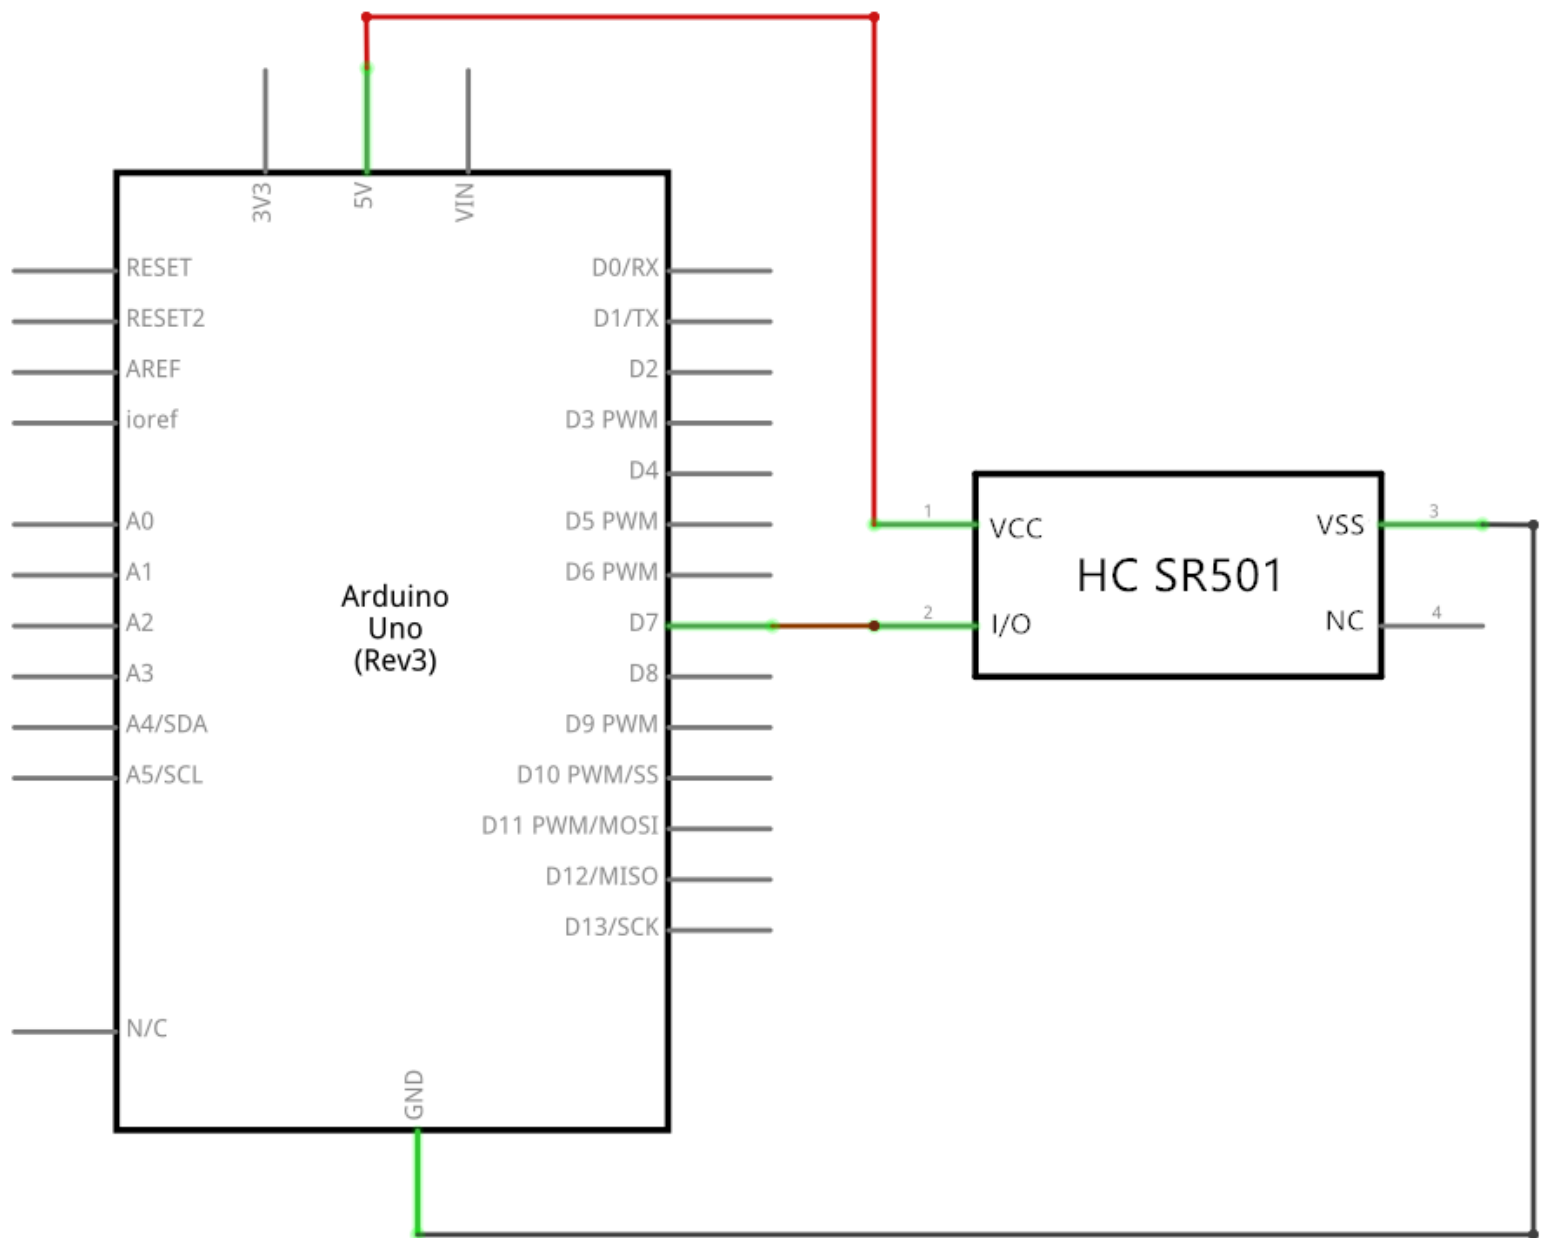 3V3
5V
VIN
RESET
RESET2
AREF
ioref
A0
A1
A2
A3
A4/SDA
A5/SCL
N/C
Arduino
Uno
(Rev3)
D0/RX
D1/TX
D2
D3 PWM
D4
D5 PWM
D6 PWM
D7
D8
D9 PWM
D10 PWM/SS
D11 PWM/MOSI
D12/MISO
D13/SCK
GND
1
VCC
2
I/O
HC SR501
VSS
3
NC
4